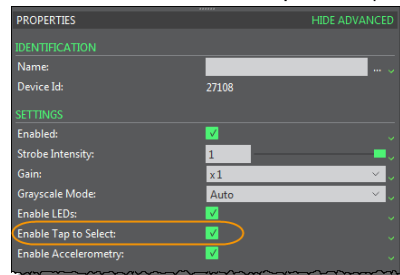 PROPERTIES HIDE ADVANCED
IDENTIFICATION
Name: ...
Device Id: 27108
SETTINGS
Enabled:
Strobe Intensity: 1
Gain: x1
Grayscale Mode: Auto
Enable LEDs:
Enable Tap to Select:
Enable Accelerometry: